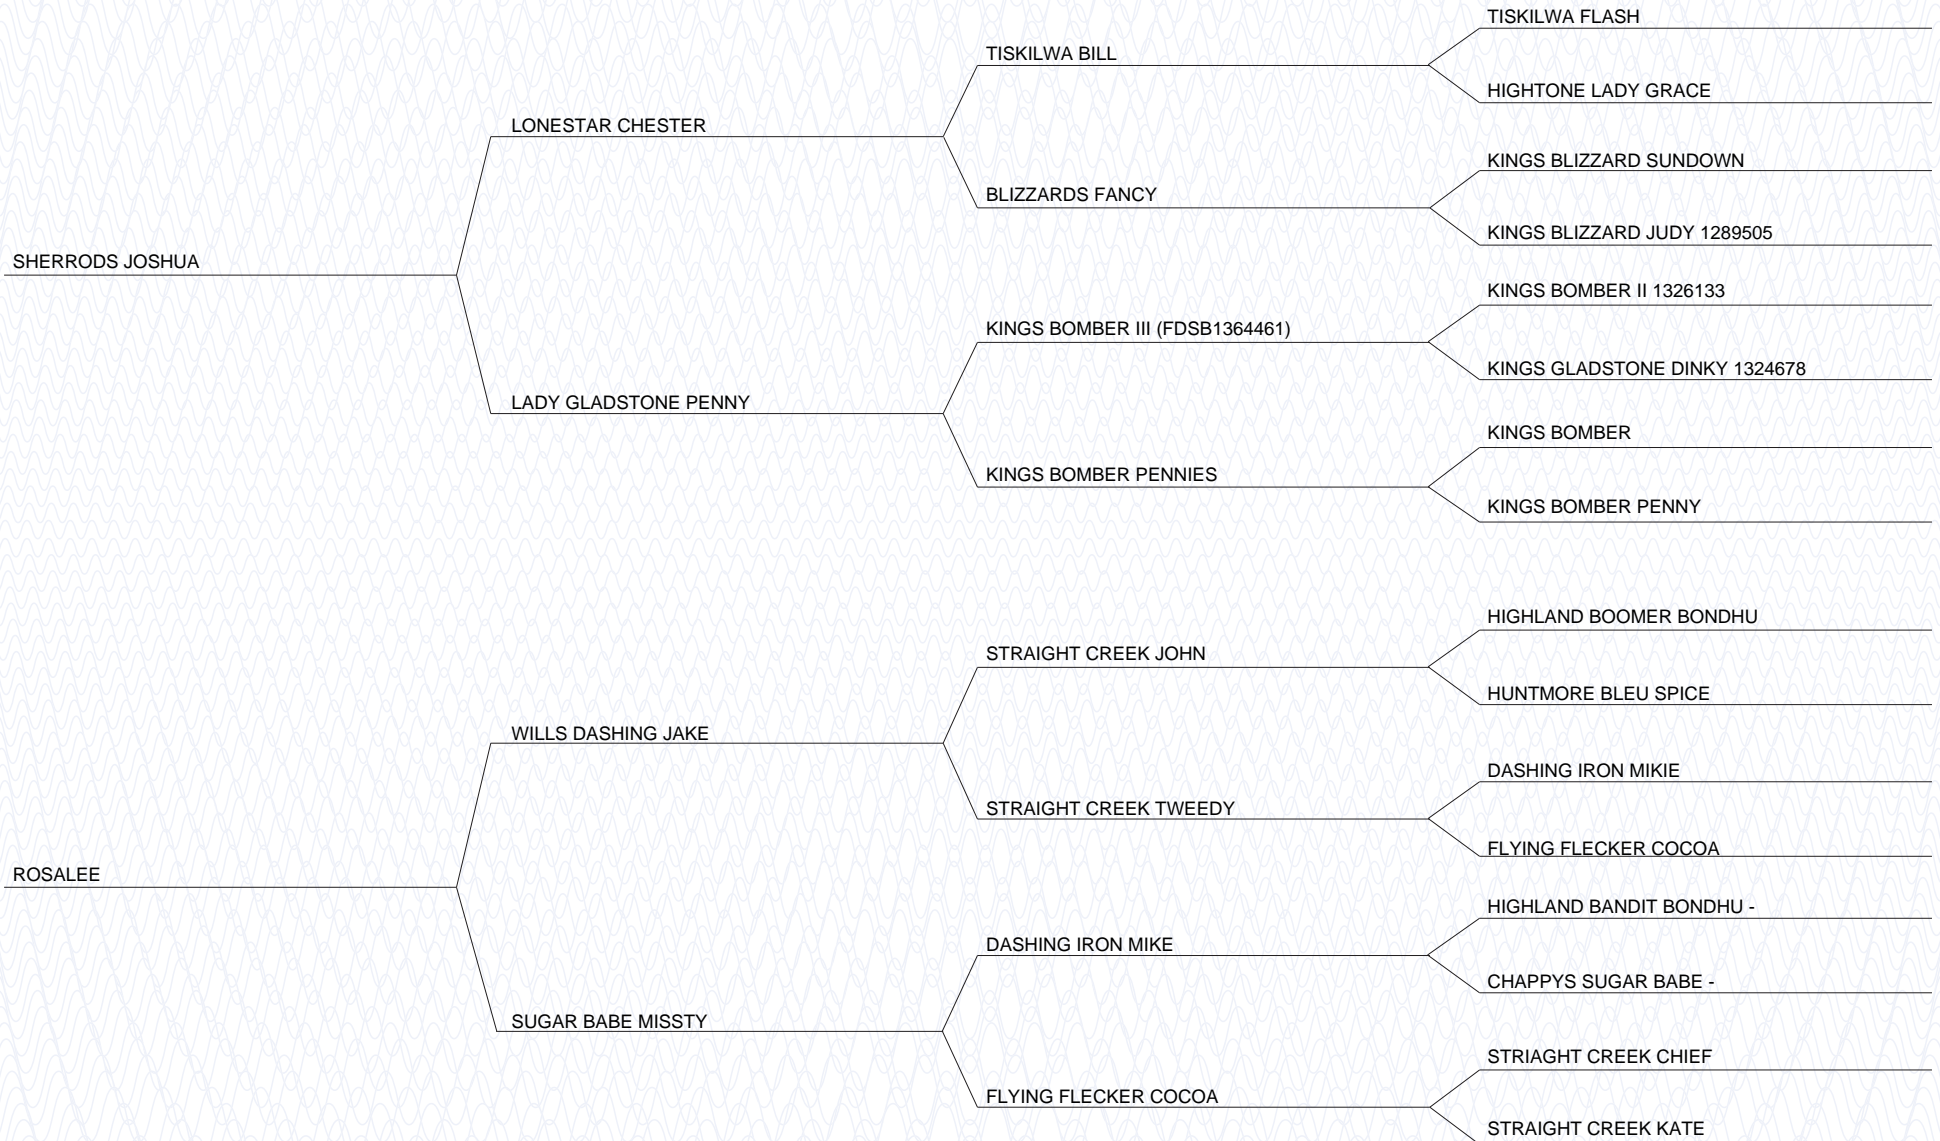 TISKILWA FLASH
TISKILWA BILL
HIGHTONE LADY GRACE
LONESTAR CHESTER
KINGS BLIZZARD SUNDOWN
BLIZZARDS FANCY
KINGS BLIZZARD JUDY 1289505
SHERRODS JOSHUA
KINGS BOMBER II 1326133
KINGS BOMBER III (FDSB1364461)
KINGS GLADSTONE DINKY 1324678
LADY GLADSTONE PENNY
KINGS BOMBER
KINGS BOMBER PENNIES
KINGS BOMBER PENNY
HIGHLAND BOOMER BONDHU
STRAIGHT CREEK JOHN
HUNTMORE BLEU SPICE
WILLS DASHING JAKE
DASHING IRON MIKIE
STRAIGHT CREEK TWEEDY
FLYING FLECKER COCOA
ROSALEE
HIGHLAND BANDIT BONDHU -
DASHING IRON MIKE
CHAPPYS SUGAR BABE -
SUGAR BABE MISSTY
STRIAGHT CREEK CHIEF
FLYING FLECKER COCOA
STRAIGHT CREEK KATE